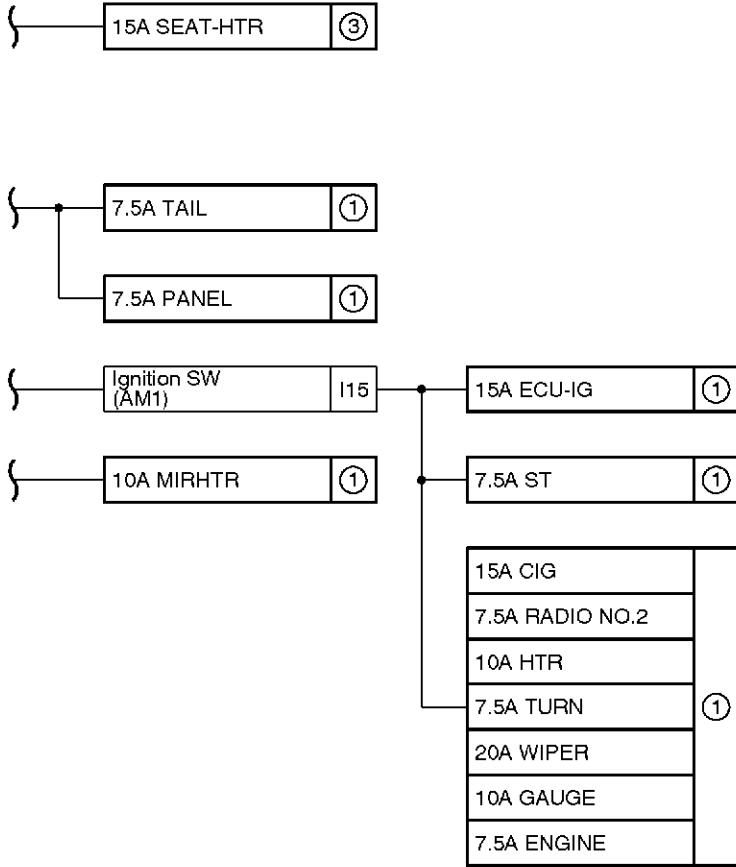 15A SEAT-HTR ③
7.5A TAIL ①
7.5A PANEL ①
Ignition SW
(AM1)
I15
15A ECU-IG ①
10A MIRHTR ①
7.5A ST ①
15A CIG
7.5A RADIO NO.2
10A HTR
7.5A TURN ①
20A WIPER
10A GAUGE
7.5A ENGINE